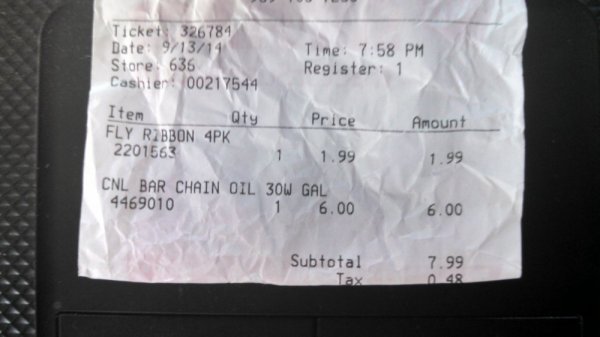 Ticket: 326784
Date: 9/13/14 Time: 7:58 PM
Store: 636 Register: 1
Cashier: 00217544
Item Qty Price Amount
FLY RIBBON 4PK
2201563 1 1.99 1.99
CNL BAR CHAIN OIL 30W GAL
4469010 1 6.00 6.00
Subtotal 7.99
Tax 0.48